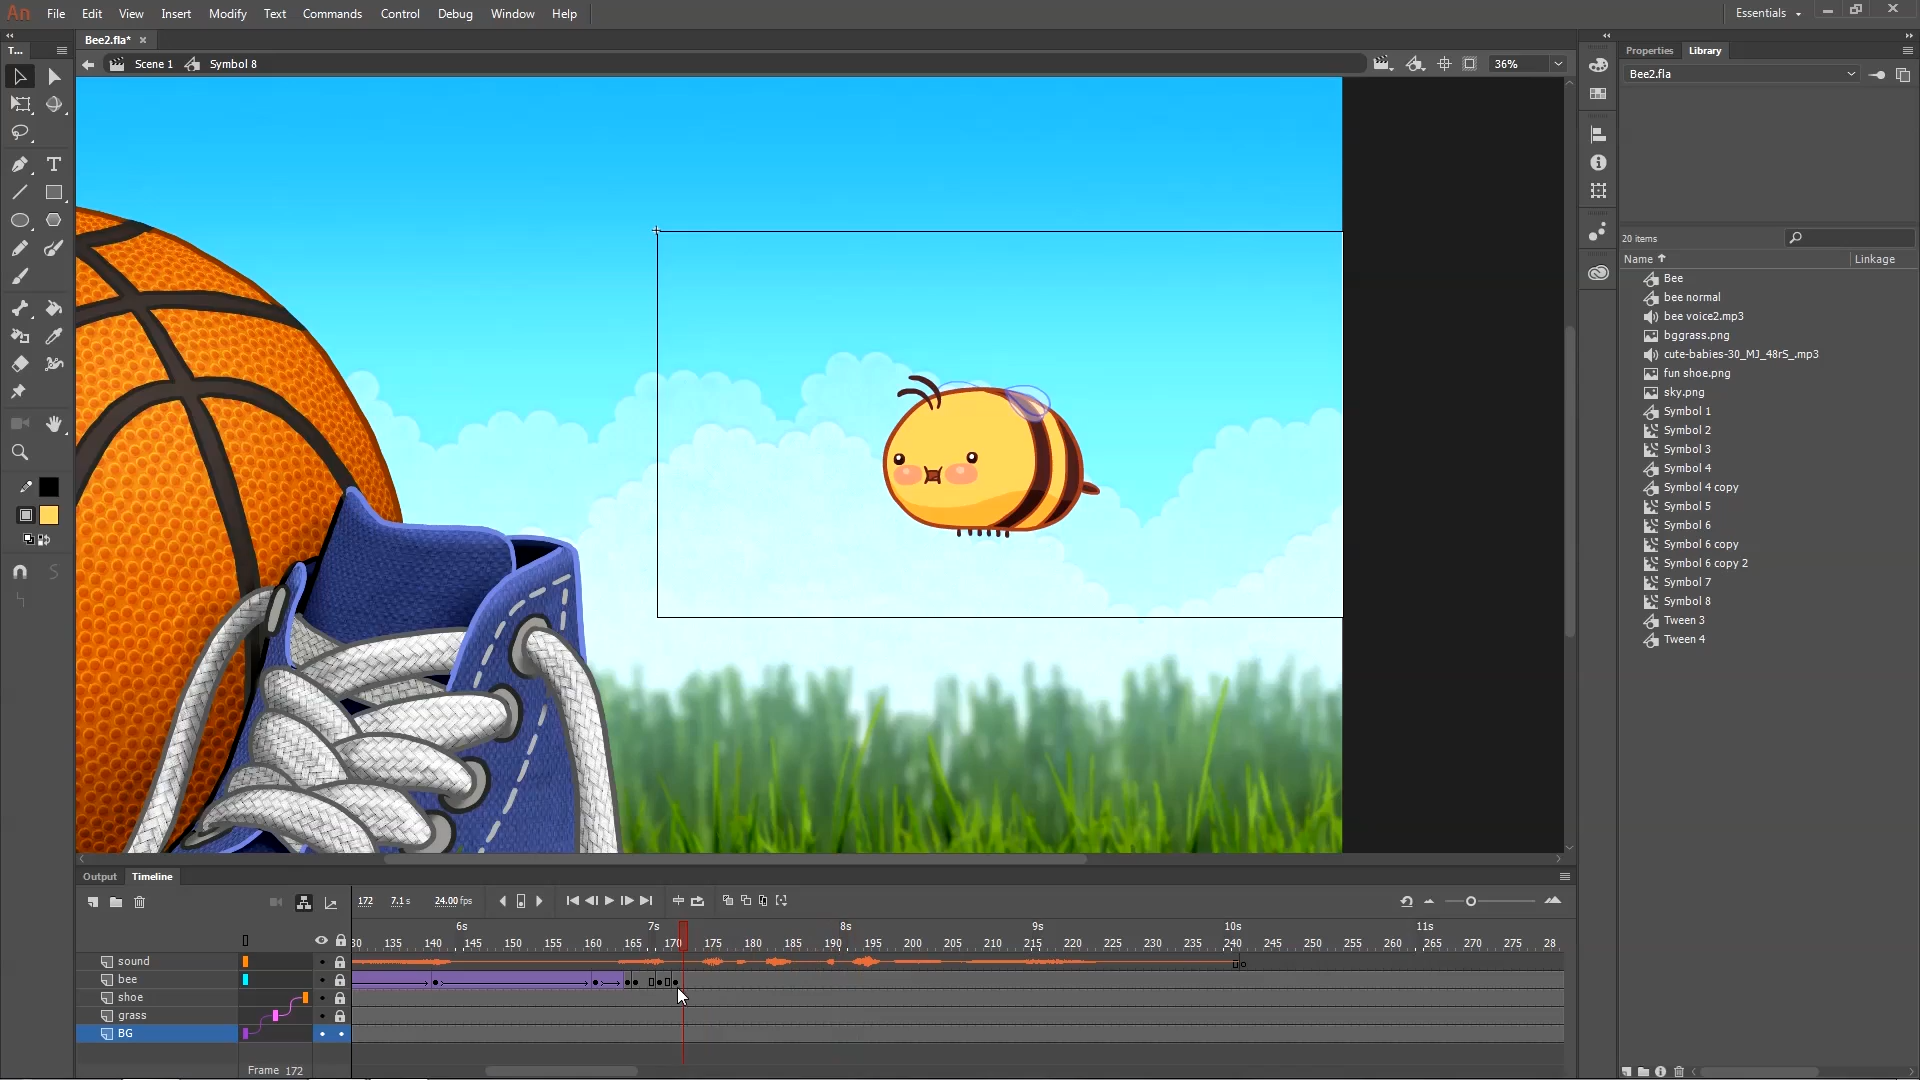 An File Edit View Insert Modify Text Commands Control Debug Window Help Essentials
Bee2.fla*
T...
Properties Library
Scene 1 Symbol 8 36%
Bee2.fla
20 items
Name Linkage
Bee
bee normal
bee voice2.mp3
bggrass.png
cute-babies-30_MJ_48rS_.mp3
fun shoe.png
sky.png
Symbol 1
Symbol 2
Symbol 3
Symbol 4
Symbol 4 copy
Symbol 5
Symbol 6
Symbol 6 copy
Symbol 6 copy 2
Symbol 7
Symbol 8
Tween 3
Tween 4
Output Timeline
172 7.1 s 24.00 fps
6s 7s 8s 9s 10s 11s
30 135 140 145 150 155 160 165 170 175 180 185 190 195 200 205 210 215 220 225 230 235 240 245 250 255 260 265 270 275 28
sound
bee
shoe
grass
BG
Frame 172